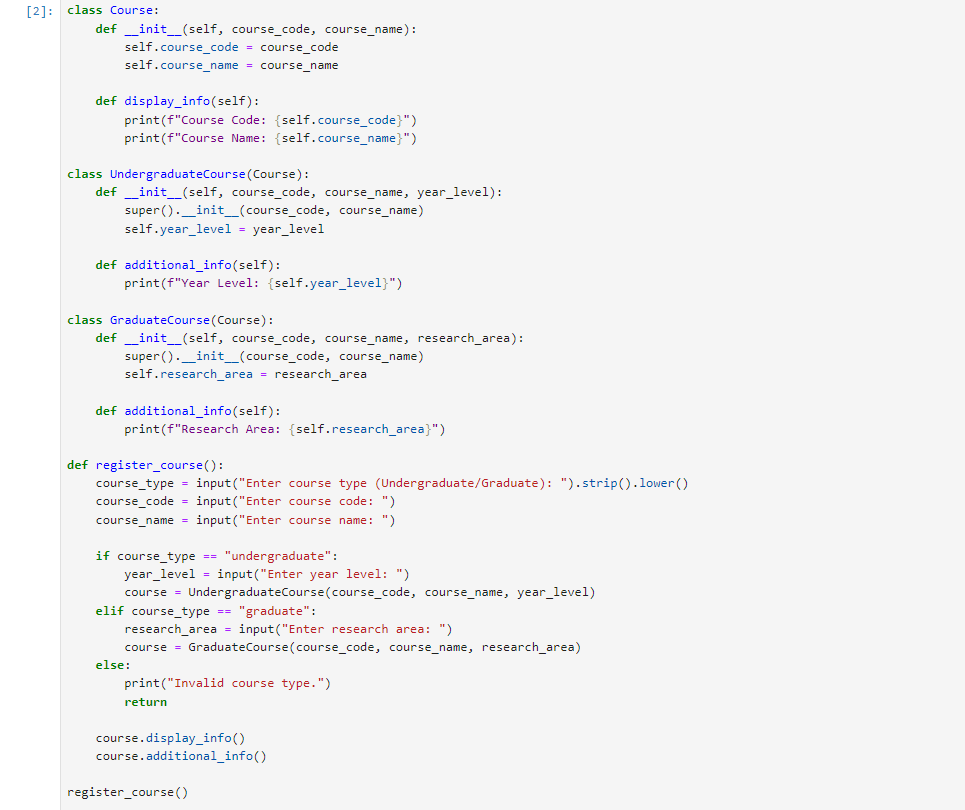 [2]:
class Course:
    def __init__(self, course_code, course_name):
        self.course_code = course_code
        self.course_name = course_name

    def display_info(self):
        print(f"Course Code: {self.course_code}")
        print(f"Course Name: {self.course_name}")

class UndergraduateCourse(Course):
    def __init__(self, course_code, course_name, year_level):
        super().__init__(course_code, course_name)
        self.year_level = year_level

    def additional_info(self):
        print(f"Year Level: {self.year_level}")

class GraduateCourse(Course):
    def __init__(self, course_code, course_name, research_area):
        super().__init__(course_code, course_name)
        self.research_area = research_area

    def additional_info(self):
        print(f"Research Area: {self.research_area}")

def register_course():
    course_type = input("Enter course type (Undergraduate/Graduate): ").strip().lower()
    course_code = input("Enter course code: ")
    course_name = input("Enter course name: ")

    if course_type == "undergraduate":
        year_level = input("Enter year level: ")
        course = UndergraduateCourse(course_code, course_name, year_level)
    elif course_type == "graduate":
        research_area = input("Enter research area: ")
        course = GraduateCourse(course_code, course_name, research_area)
    else:
        print("Invalid course type.")
        return

    course.display_info()
    course.additional_info()

register_course()